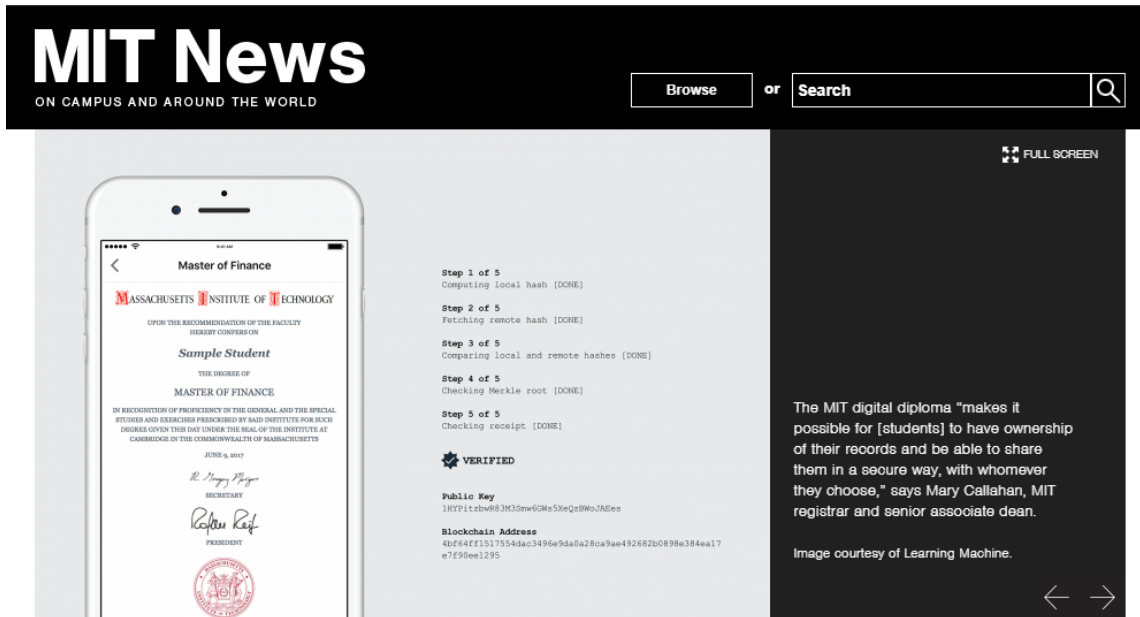 MIT News
ON CAMPUS AND AROUND THE WORLD
Browse or Search
FULL SCREEN
9:41 AM
Master of Finance
MASSACHUSETTS INSTITUTE OF TECHNOLOGY
UPON THE RECOMMENDATION OF THE FACULTY
HEREBY CONFERS ON
Sample Student
THE DEGREE OF
MASTER OF FINANCE
IN RECOGNITION OF PROFICIENCY IN THE GENERAL AND THE SPECIAL
STUDIES AND EXERCISES PRESCRIBED BY SAID INSTITUTE FOR SUCH
DEGREE GIVEN THIS DAY UNDER THE SEAL OF THE INSTITUTE AT
CAMBRIDGE IN THE COMMONWEALTH OF MASSACHUSETTS
JUNE 9, 2017
SECRETARY
PRESIDENT
MASSACHUSETTS
INSTITUTE OF TECHNOLOGY
Step 1 of 5
Computing local hash [DONE]
Step 2 of 5
Fetching remote hash [DONE]
Step 3 of 5
Comparing local and remote hashes [DONE]
Step 4 of 5
Checking Merkle root [DONE]
Step 5 of 5
Checking receipt [DONE]
VERIFIED
Public Key
1HYPitzbwR83M3Smw6GMs5XeQzBWoJAEes
Blockchain Address
4bf64ff1517554dac3496e9da0a28ca9ae492682b0898e384ea17
e7f90ee1295
The MIT digital diploma “makes it
possible for [students] to have ownership
of their records and be able to share
them in a secure way, with whomever
they choose,” says Mary Callahan, MIT
registrar and senior associate dean.
Image courtesy of Learning Machine.